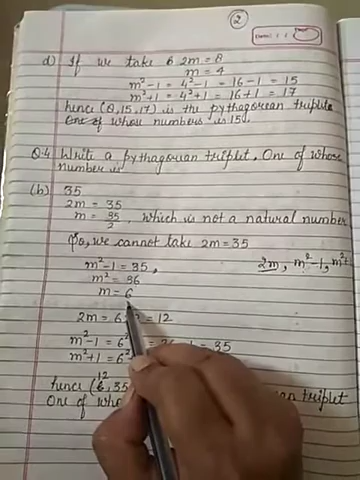 2
d) If we take 2m = 8
m = 4
m²-1 = 4²-1 = 16-1 = 15
m²+1 = 4²+1 = 16+1 = 17
hence (8,15,17) is the pythagorean triplet
One of whose numbers is 15.
Q.4 Write a pythagorian triplet. One of whose
number is
(b) 35
2m = 35
m = 35/2, which is not a natural number
So, we cannot take 2m = 35
m²-1 = 35, 2m, m²-1, m²+
m² = 36
m = 6
2m = 6 = 12
m²-1 = 6² -1 = 35
m²+1 = 6²
hence (12, 35 an triplet
One of who